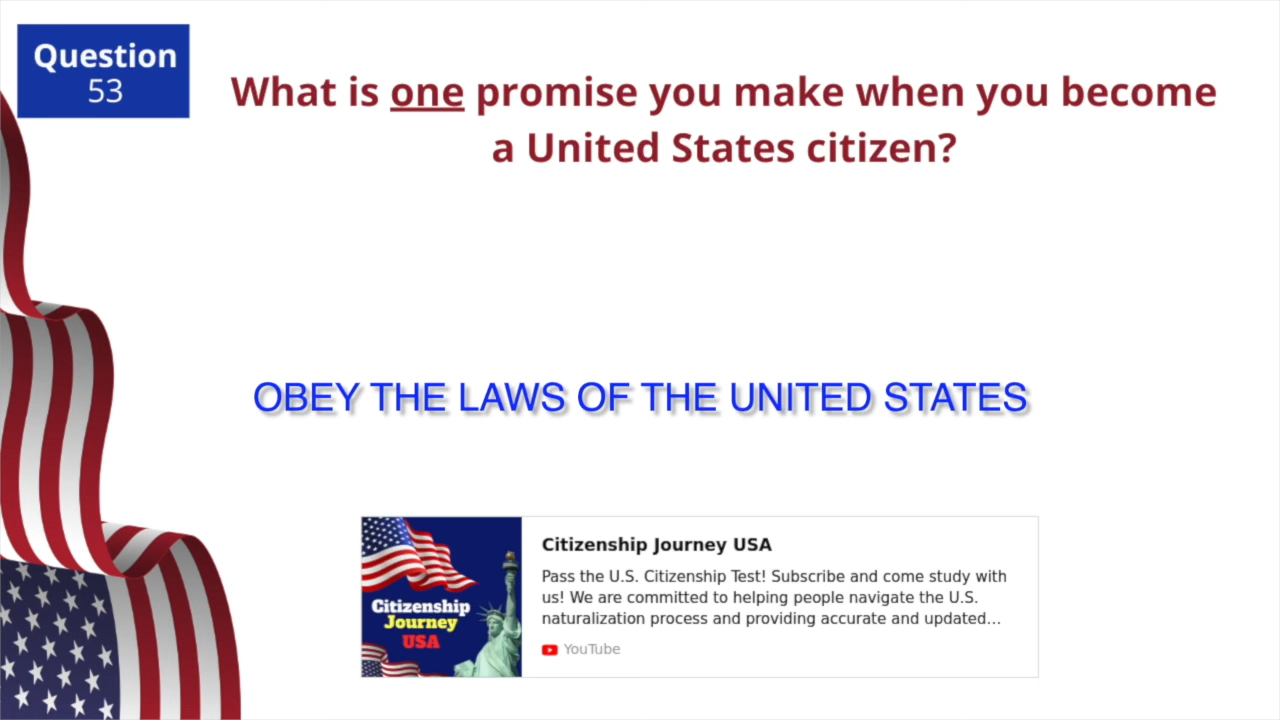 Question
53
What is one promise you make when you become
a United States citizen?
OBEY THE LAWS OF THE UNITED STATES
Citizenship
Journey
USA
Citizenship Journey USA
Pass the U.S. Citizenship Test! Subscribe and come study with
us! We are committed to helping people navigate the U.S.
naturalization process and providing accurate and updated...
YouTube